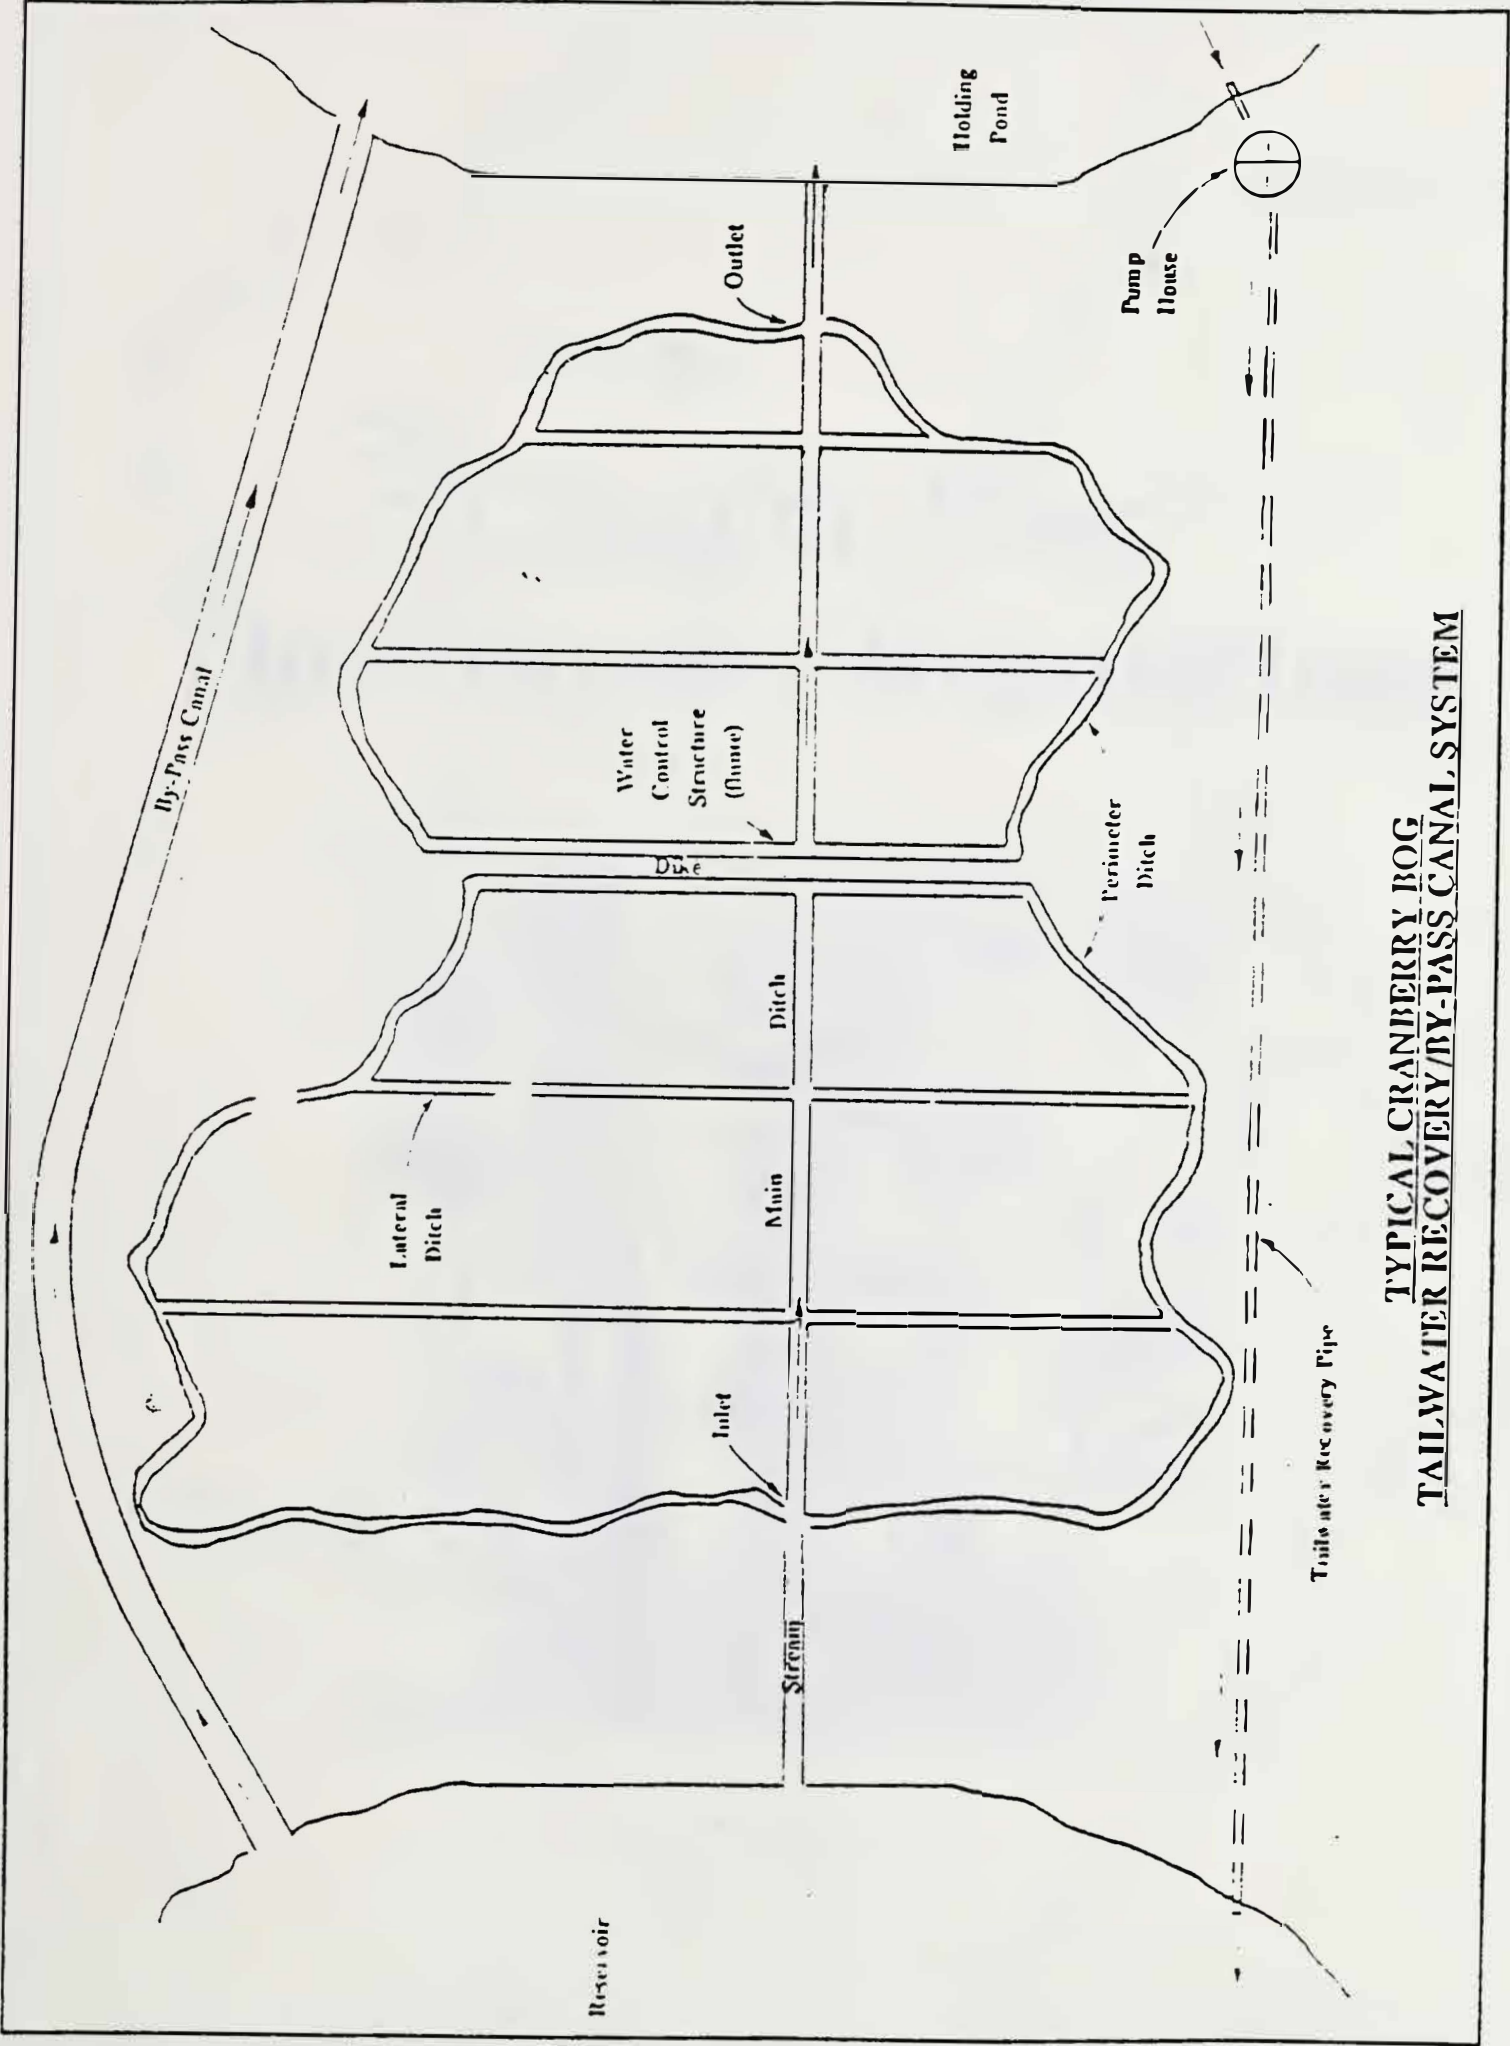 Reservoir
Stream
Inlet
Main
Ditch
Lateral
Ditch
By-Pass Canal
Dike
Water
Control
Structure
(flume)
Perimeter
Ditch
Outlet
Holding
Pond
Pump
House
Tailwater Recovery Pipe
TYPICAL CRANBERRY BOG
TAILWATER RECOVERY/BY-PASS CANAL SYSTEM